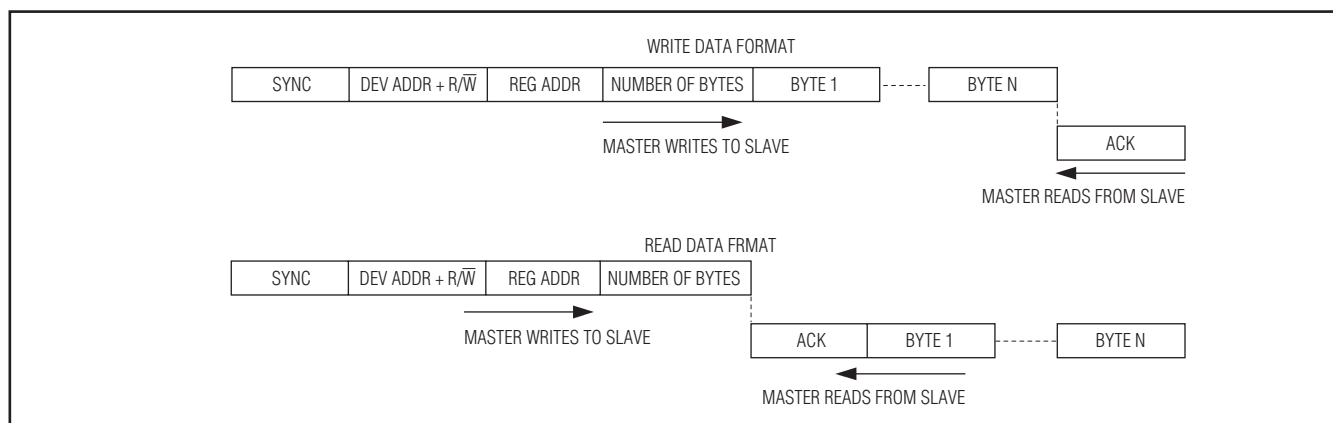 WRITE DATA FORMAT
SYNC DEV ADDR + R/W̅ REG ADDR NUMBER OF BYTES BYTE 1 BYTE N
MASTER WRITES TO SLAVE
ACK
MASTER READS FROM SLAVE
READ DATA FRMAT
SYNC DEV ADDR + R/W̅ REG ADDR NUMBER OF BYTES
MASTER WRITES TO SLAVE
ACK BYTE 1 BYTE N
MASTER READS FROM SLAVE